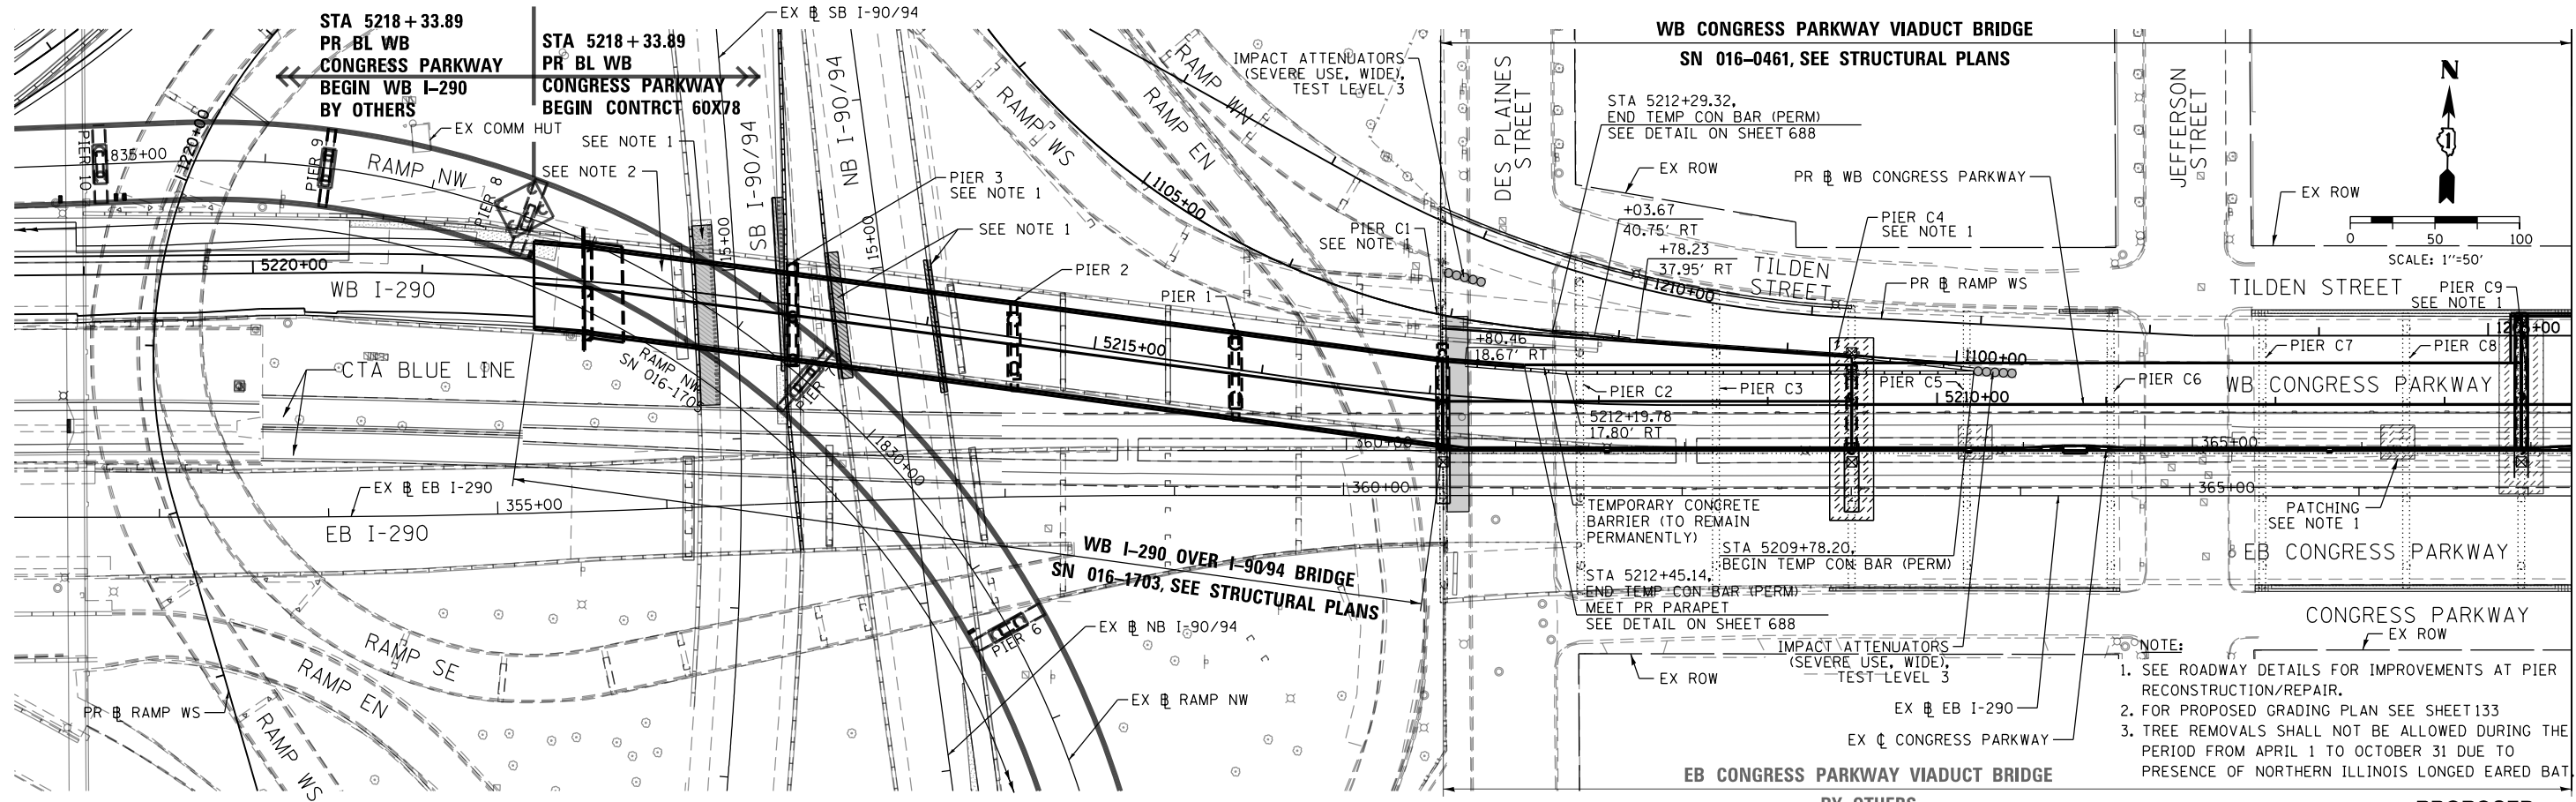 STA 5218+33.89
PR BL WB
CONGRESS PARKWAY
BEGIN WB I-290
BY OTHERS
STA 5218+33.89
PR BL WB
CONGRESS PARKWAY
BEGIN CONTRCT 60X78
EX B SB I-90/94
WB CONGRESS PARKWAY VIADUCT BRIDGE
SN 016-0461, SEE STRUCTURAL PLANS
IMPACT ATTENUATORS
(SEVERE USE, WIDE),
TEST LEVEL 3
DES PLAINES
STREET
STA 5212+29.32,
END TEMP CON BAR (PERM)
SEE DETAIL ON SHEET 688
EX ROW
PR B WB CONGRESS PARKWAY
JEFFERSON
STREET
EX ROW
N
1
0 50 100
SCALE: 1"=50'
EX COMM HUT
SEE NOTE 1
SEE NOTE 2
SB I-90/94
NB I-90/94
15+00
15+00
PIER 3
SEE NOTE 1
SEE NOTE 1
RAMP WS
RAMP EN
RAMP WN
1105+00
PIER 10
835+00
1220+00
PIER 9
RAMP NW
PIER 8
PIER C1
SEE NOTE 1
+03.67
40.75' RT
+78.23
37.95' RT
PIER C4
SEE NOTE 1
TILDEN
STREET
1210+00
PR B RAMP WS
TILDEN STREET
PIER C9
SEE NOTE 1
5220+00
WB I-290
PIER 2
PIER 1
5215+00
+80.46
18.67' RT
1100+00
PIER C7
PIER C8
CTA BLUE LINE
RAMP NW
PIER C2
PIER C3
PIER C5
PIER C6
WB CONGRESS PARKWAY
5210+00
5212+19.78
17.80' RT
1830+00
360+00
365+00
EX B EB I-290
355+00
360+00
365+00
EB I-290
PATCHING
SEE NOTE 1
TEMPORARY CONCRETE
BARRIER (TO REMAIN
PERMANENTLY)
STA 5209+78.20,
BEGIN TEMP CON BAR (PERM)
EB CONGRESS PARKWAY
WB I-290 OVER I-90/94 BRIDGE
SN 016-1703, SEE STRUCTURAL PLANS
STA 5212+45.14,
END TEMP CON BAR (PERM)
MEET PR PARAPET
SEE DETAIL ON SHEET 688
CONGRESS PARKWAY
EX ROW
RAMP SE
RAMP EN
PIER 6
EX B NB I-90/94
EX B RAMP NW
IMPACT ATTENUATORS
(SEVERE USE, WIDE),
TEST LEVEL 3
EX ROW
PR B RAMP WS
RAMP WS
EX B EB I-290
EX C CONGRESS PARKWAY
NOTE:
1. SEE ROADWAY DETAILS FOR IMPROVEMENTS AT PIER
RECONSTRUCTION/REPAIR.
2. FOR PROPOSED GRADING PLAN SEE SHEET 133
3. TREE REMOVALS SHALL NOT BE ALLOWED DURING THE
PERIOD FROM APRIL 1 TO OCTOBER 31 DUE TO
PRESENCE OF NORTHERN ILLINOIS LONGED EARED BAT.
EB CONGRESS PARKWAY VIADUCT BRIDGE